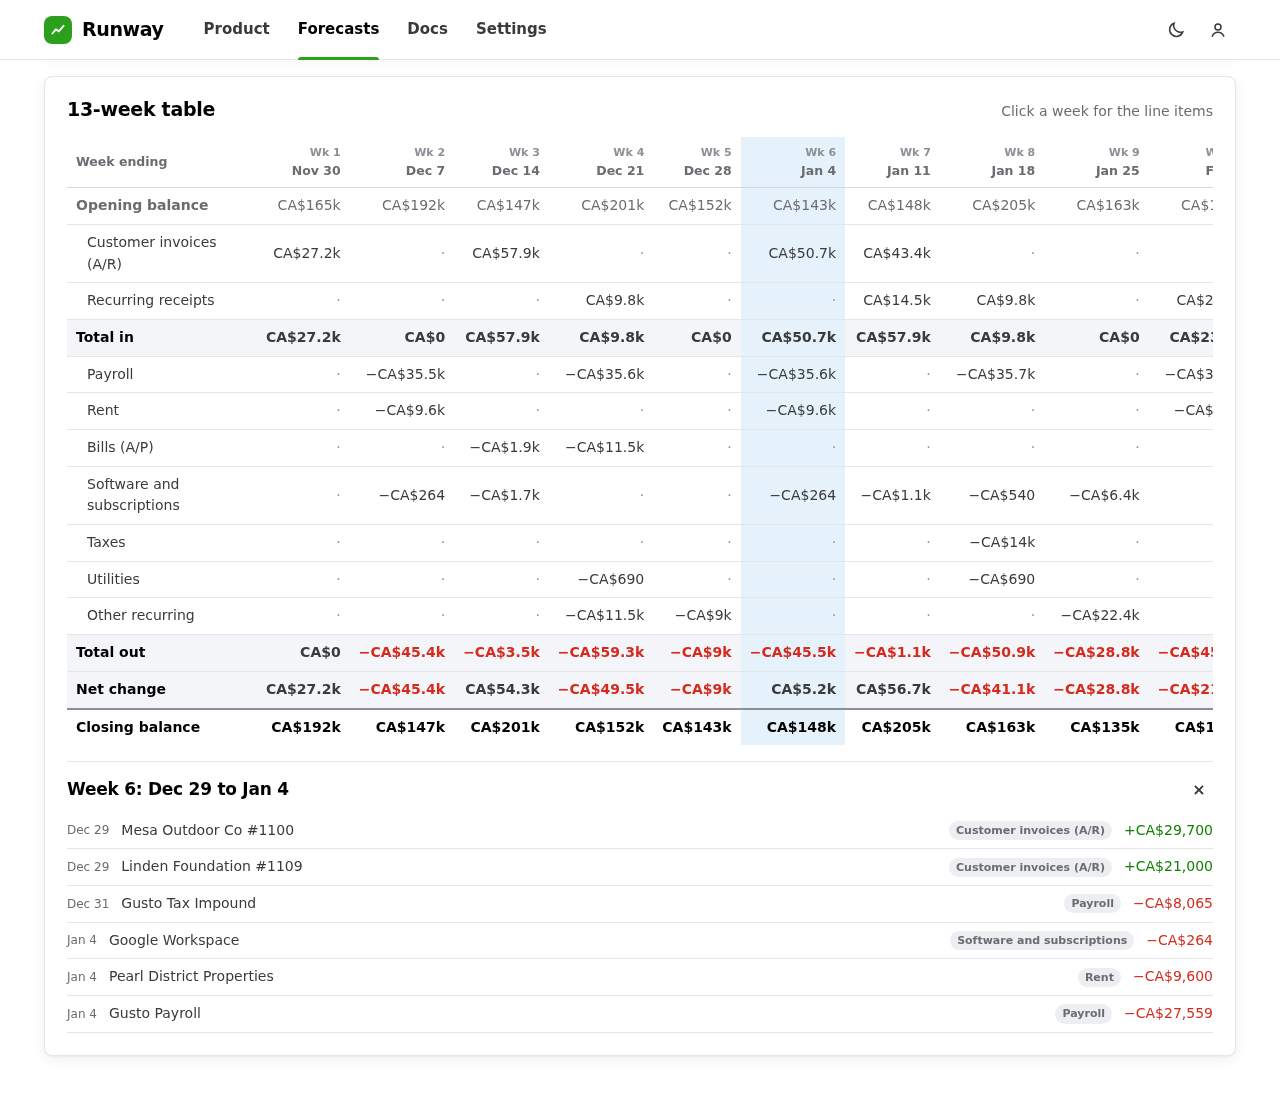 Runway Product Forecasts Docs Settings
13-week table Click a week for the line items
Wk 1 Wk 2 Wk 3 Wk 4 Wk 5 Wk 6 Wk 7 Wk 8 Wk 9
Week ending Nov 30 Dec 7 Dec 14 Dec 21 Dec 28 Jan 4 Jan 11 Jan 18 Jan 25
Opening balance CA$165k CA$192k CA$147k CA$201k CA$152k CA$143k CA$148k CA$205k CA$163k
Customer invoices
(A/R) CA$27.2k · CA$57.9k · · CA$50.7k CA$43.4k · ·
Recurring receipts · · · CA$9.8k · · CA$14.5k CA$9.8k ·
Total in CA$27.2k CA$0 CA$57.9k CA$9.8k CA$0 CA$50.7k CA$57.9k CA$9.8k CA$0
Payroll · −CA$35.5k · −CA$35.6k · −CA$35.6k · −CA$35.7k ·
Rent · −CA$9.6k · · · −CA$9.6k · · ·
Bills (A/P) · · −CA$1.9k −CA$11.5k · · · · ·
Software and
subscriptions · −CA$264 −CA$1.7k · · −CA$264 −CA$1.1k −CA$540 −CA$6.4k
Taxes · · · · · · · −CA$14k ·
Utilities · · · −CA$690 · · · −CA$690 ·
Other recurring · · · −CA$11.5k −CA$9k · · · −CA$22.4k
Total out CA$0 −CA$45.4k −CA$3.5k −CA$59.3k −CA$9k −CA$45.5k −CA$1.1k −CA$50.9k −CA$28.8k
Net change CA$27.2k −CA$45.4k CA$54.3k −CA$49.5k −CA$9k CA$5.2k CA$56.7k −CA$41.1k −CA$28.8k
Closing balance CA$192k CA$147k CA$201k CA$152k CA$143k CA$148k CA$205k CA$163k CA$135k
Week 6: Dec 29 to Jan 4 ×
Dec 29 Mesa Outdoor Co #1100 Customer invoices (A/R) +CA$29,700
Dec 29 Linden Foundation #1109 Customer invoices (A/R) +CA$21,000
Dec 31 Gusto Tax Impound Payroll −CA$8,065
Jan 4 Google Workspace Software and subscriptions −CA$264
Jan 4 Pearl District Properties Rent −CA$9,600
Jan 4 Gusto Payroll Payroll −CA$27,559